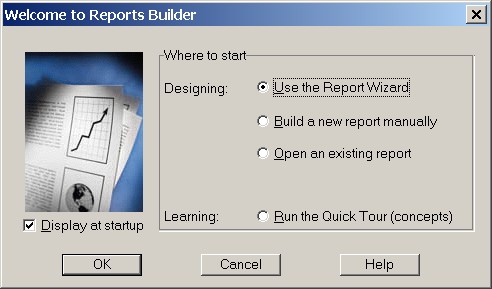 Welcome to Reports Builder
Where to start
Designing:
Use the Report Wizard
Build a new report manually
Open an existing report
Display at startup
Learning:
Run the Quick Tour (concepts)
OK
Cancel
Help